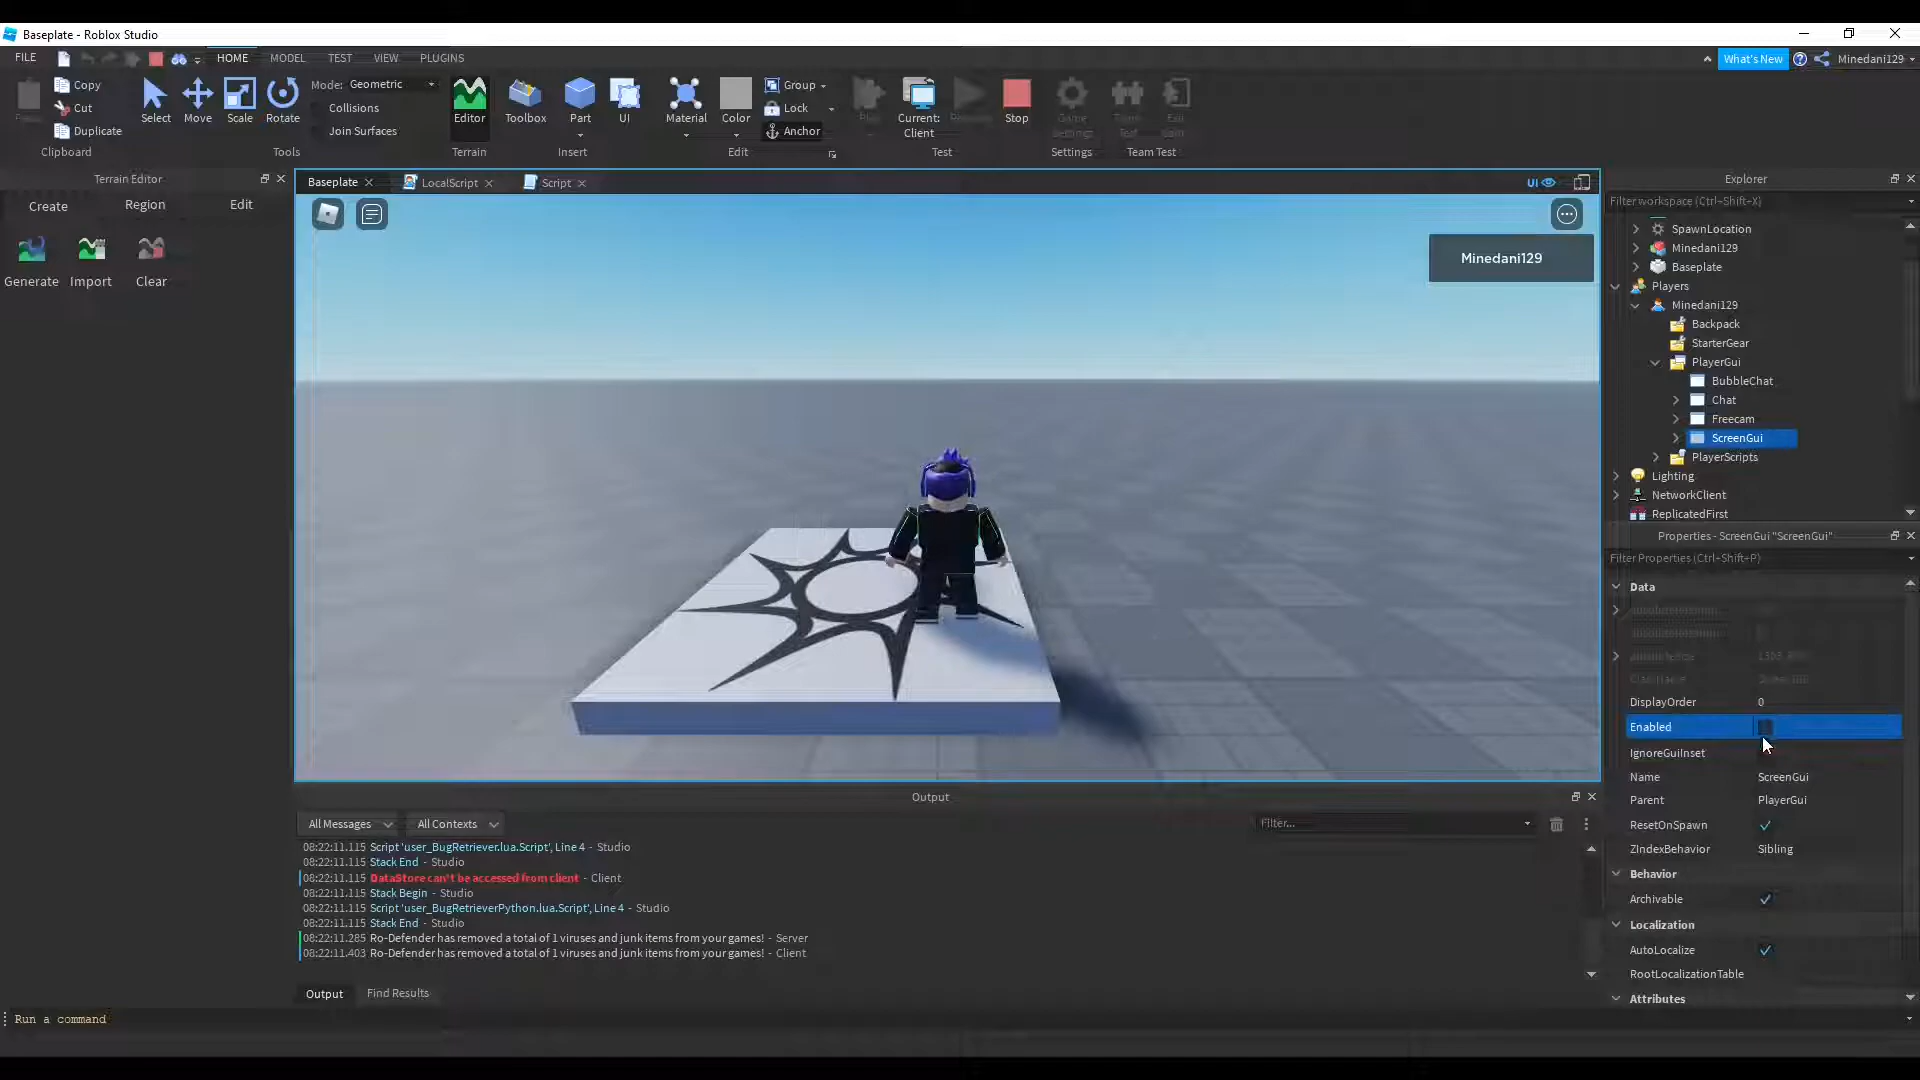 Baseplate - Roblox Studio
FILE
HOME
MODEL
TEST
VIEW
PLUGINS
What's New
Minedani129
Copy
Cut
Duplicate
Clipboard
Select
Move
Scale
Rotate
Mode: Geometric
Collisions
Join Surfaces
Tools
Editor
Terrain
Toolbox
Part
UI
Insert
Material
Color
Group
Lock
Anchor
Edit
Current:
Client
Stop
Test
Game
Settings
Settings
Team
Test
Team Test
Terrain Editor
Create
Region
Edit
Generate
Import
Clear
Baseplate
LocalScript
Script
UI
Minedani129
Explorer
Filter workspace (Ctrl+Shift+X)
SpawnLocation
Minedani129
Baseplate
Players
Minedani129
Backpack
StarterGear
PlayerGui
BubbleChat
Chat
Freecam
ScreenGui
PlayerScripts
Lighting
NetworkClient
ReplicatedFirst
Properties - ScreenGui "ScreenGui"
Filter Properties (Ctrl+Shift+P)
Data
DisplayOrder 0
Enabled
IgnoreGuiInset
Name ScreenGui
Parent PlayerGui
ResetOnSpawn
ZIndexBehavior Sibling
Behavior
Archivable
Localization
AutoLocalize
RootLocalizationTable
Attributes
Output
All Messages
All Contexts
Filter...
08:22:11.115 Script 'user_BugRetriever.lua.Script', Line 4 - Studio
08:22:11.115 Stack End - Studio
08:22:11.115 DataStore can't be accessed from client - Client
08:22:11.115 Stack Begin - Studio
08:22:11.115 Script 'user_BugRetrieverPython.lua.Script', Line 4 - Studio
08:22:11.115 Stack End - Studio
08:22:11.285 Ro-Defender has removed a total of 1 viruses and junk items from your games! - Server
08:22:11.403 Ro-Defender has removed a total of 1 viruses and junk items from your games! - Client
Output
Find Results
Run a command